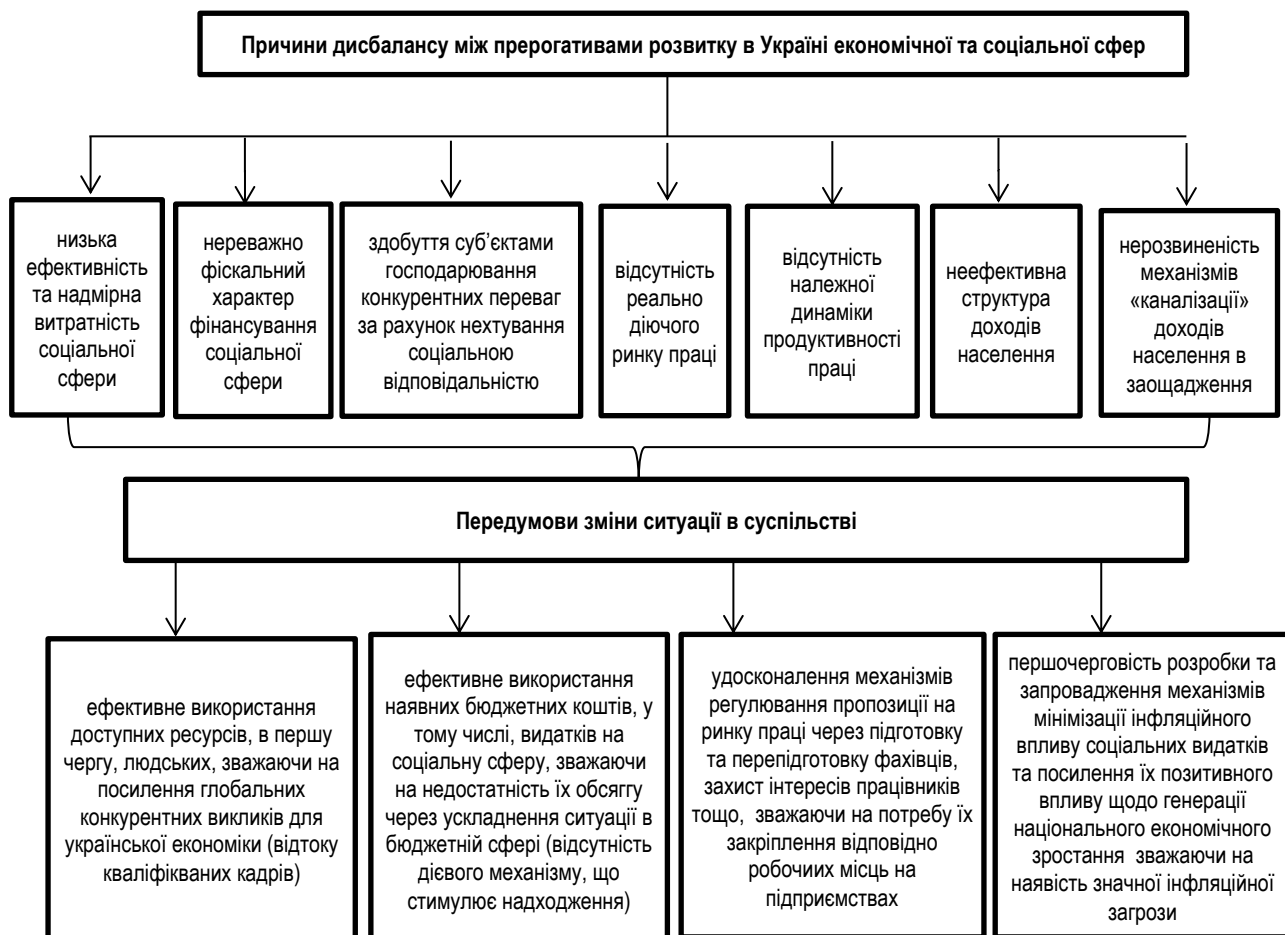 Причини дисбалансу між прерогативами розвитку в Україні економічної та соціальної сфер
низька
ефективність
та надмірна
витратність
соціальної
сфери
нереважно
фіскальний
характер
фінансування
соціальної
сфери
здобуття суб’єктами
господарювання
конкурентних переваг
за рахунок нехтування
соціальною
відповідальністю
відсутність
реально
діючого
ринку праці
відсутність
належної
динаміки
продуктивності
праці
неефективна
структура
доходів
населення
нерозвиненість
механізмів
«каналізації»
доходів
населення в
заощадження
Передумови зміни ситуації в суспільстві
ефективне використання
доступних ресурсів, в першу
чергу, людських, зважаючи на
посилення глобальних
конкурентних викликів для
української економіки (відтоку
кваліфікваних кадрів)
ефективне використання
наявних бюджетних коштів, у
тому числі, видатків на
соціальну сферу, зважаючи
на недостатність їх обсяггу
через ускладнення ситуації в
бюджетній сфері (відсутність
дієвого механізму, що
стимулює надходження)
удосконалення механізмів
регулювання пропозиції на
ринку праці через підготовку
та перепідготовку фахівців,
захист інтересів працівників
тощо, зважаючи на потребу їх
закріплення відповідно
робочиих місць на
підприємствах
першочерговість розробки та
запровадження механізмів
мінімізації інфляційного
впливу соціальних видатків
та посилення їх позитивного
впливу щодо генерації
національного економічного
зростання зважаючи на
наявість значної інфляційної
загрози